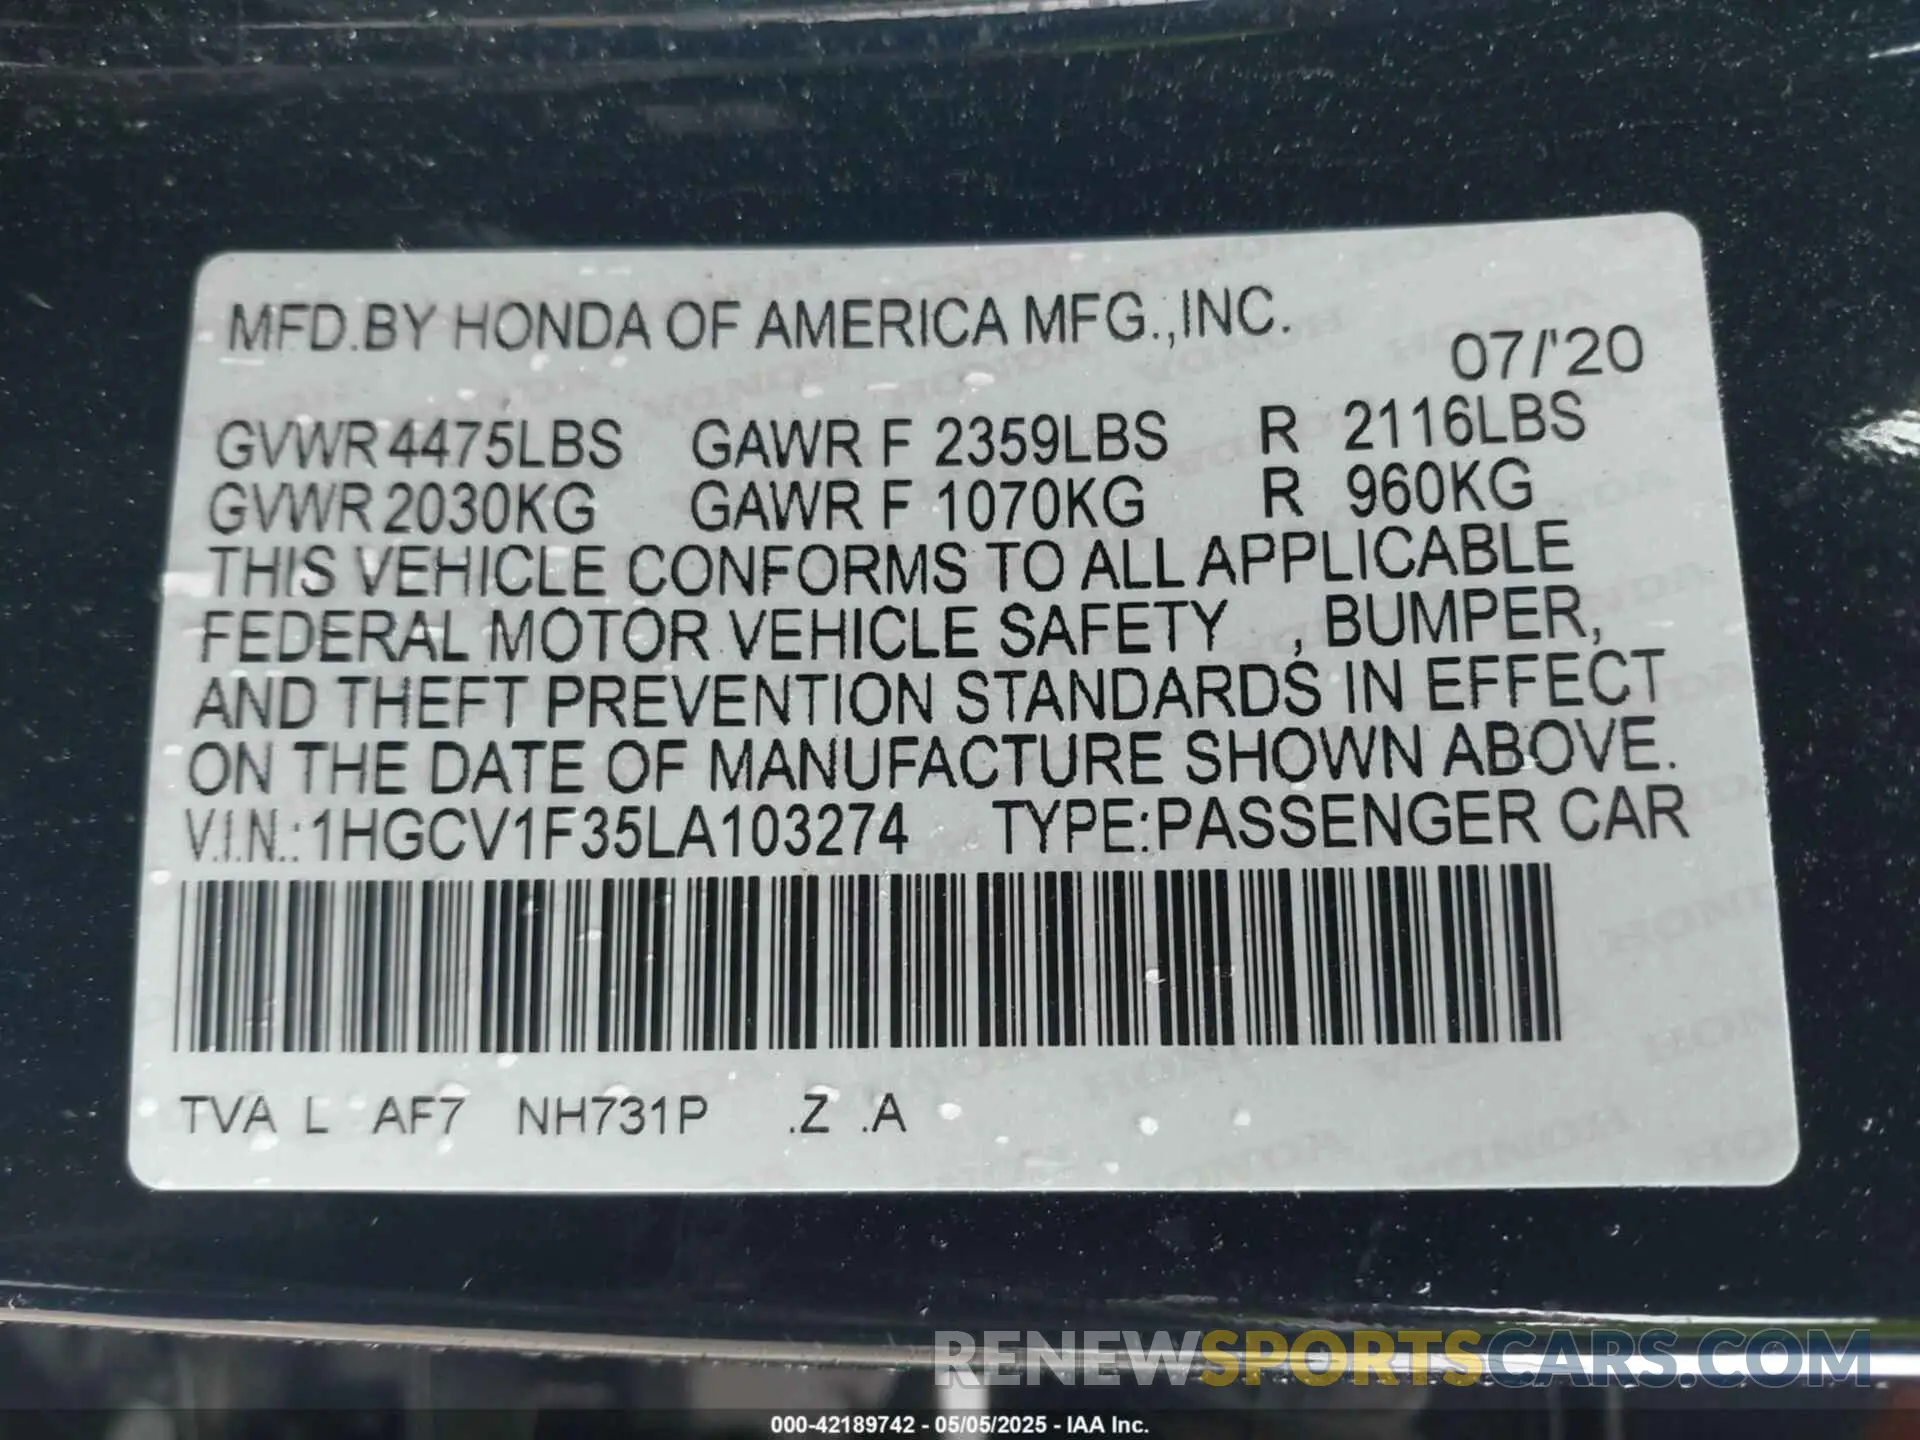 MFD.BY HONDA OF AMERICA MFG.,INC.
07/'20
GVWR 4475LBS GAWR F 2359LBS R 2116LBS
GVWR 2030KG GAWR F 1070KG R 960KG
THIS VEHICLE CONFORMS TO ALL APPLICABLE
FEDERAL MOTOR VEHICLE SAFETY , BUMPER,
AND THEFT PREVENTION STANDARDS IN EFFECT
ON THE DATE OF MANUFACTURE SHOWN ABOVE.
V.I.N.:1HGCV1F35LA103274 TYPE:PASSENGER CAR
TVA L AF7 NH731P .Z .A
RENEWSPORTSCARS.COM
000-42189742 - 05/05/2025 - IAA Inc.